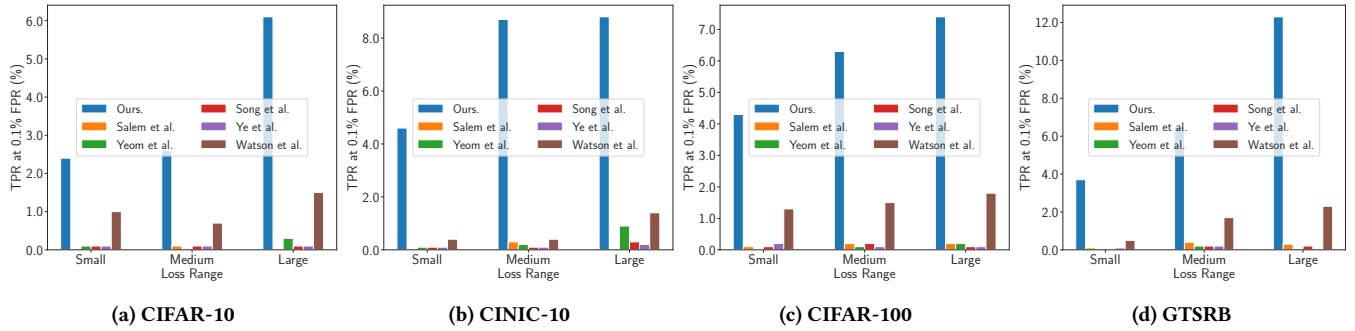 6.0
5.0
4.0
3.0
2.0
1.0
0.0
TPR at 0.1% FPR (%)
Ours.
Salem et al.
Yeom et al.
Song et al.
Ye et al.
Watson et al.
Small
Medium
Large
Loss Range
(a) CIFAR-10
8.0
6.0
4.0
2.0
0.0
TPR at 0.1% FPR (%)
Ours.
Salem et al.
Yeom et al.
Song et al.
Ye et al.
Watson et al.
Small
Medium
Large
Loss Range
(b) CINIC-10
7.0
6.0
5.0
4.0
3.0
2.0
1.0
0.0
TPR at 0.1% FPR (%)
Ours.
Salem et al.
Yeom et al.
Song et al.
Ye et al.
Watson et al.
Small
Medium
Large
Loss Range
(c) CIFAR-100
12.0
10.0
8.0
6.0
4.0
2.0
0.0
TPR at 0.1% FPR (%)
Ours.
Salem et al.
Yeom et al.
Song et al.
Ye et al.
Watson et al.
Small
Medium
Large
Loss Range
(d) GTSRB